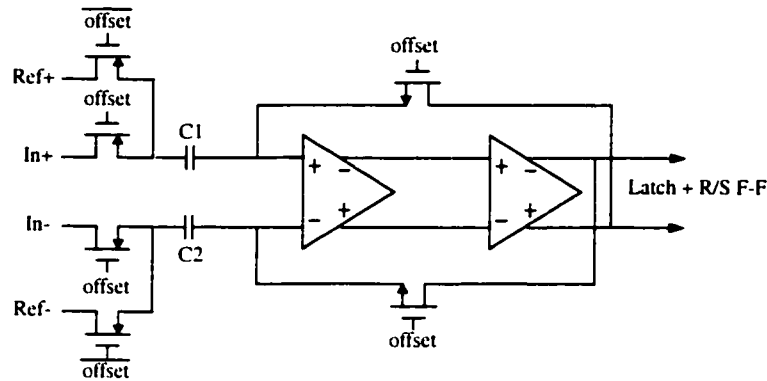 offset
offset
Ref+
offset
C1
In+
+ − + −
Latch + R/S F-F
In-
− + − +
C2
offset
Ref-
offset
offset